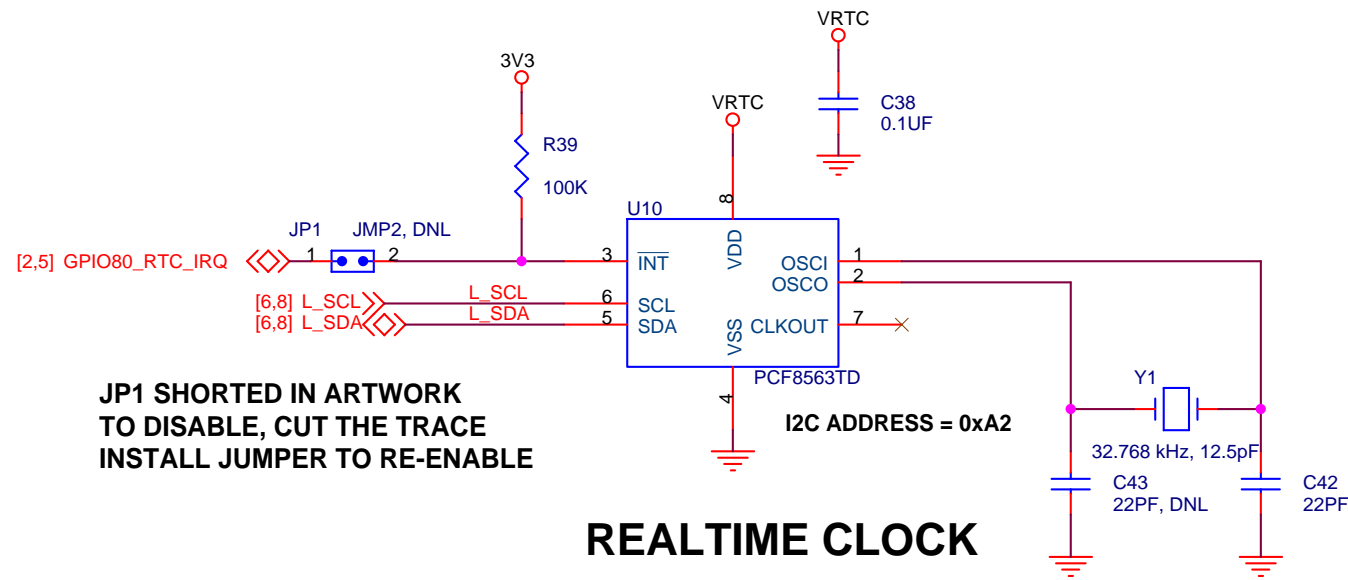 VRTC
3V3
VRTC
C38
0.1UF
R39
100K
U10
8
JP1
JMP2, DNL
[2,5] GPIO80_RTC_IRQ
1
2
3
INT
VDD
OSCI
1
OSCO
2
[6,8] L_SCL
L_SCL
6
SCL
[6,8] L_SDA
L_SDA
5
SDA
VSS
CLKOUT
7
PCF8563TD
4
Y1
JP1 SHORTED IN ARTWORK
TO DISABLE, CUT THE TRACE
INSTALL JUMPER TO RE-ENABLE
I2C ADDRESS = 0xA2
32.768 kHz, 12.5pF
C43
22PF, DNL
C42
22PF
REALTIME CLOCK